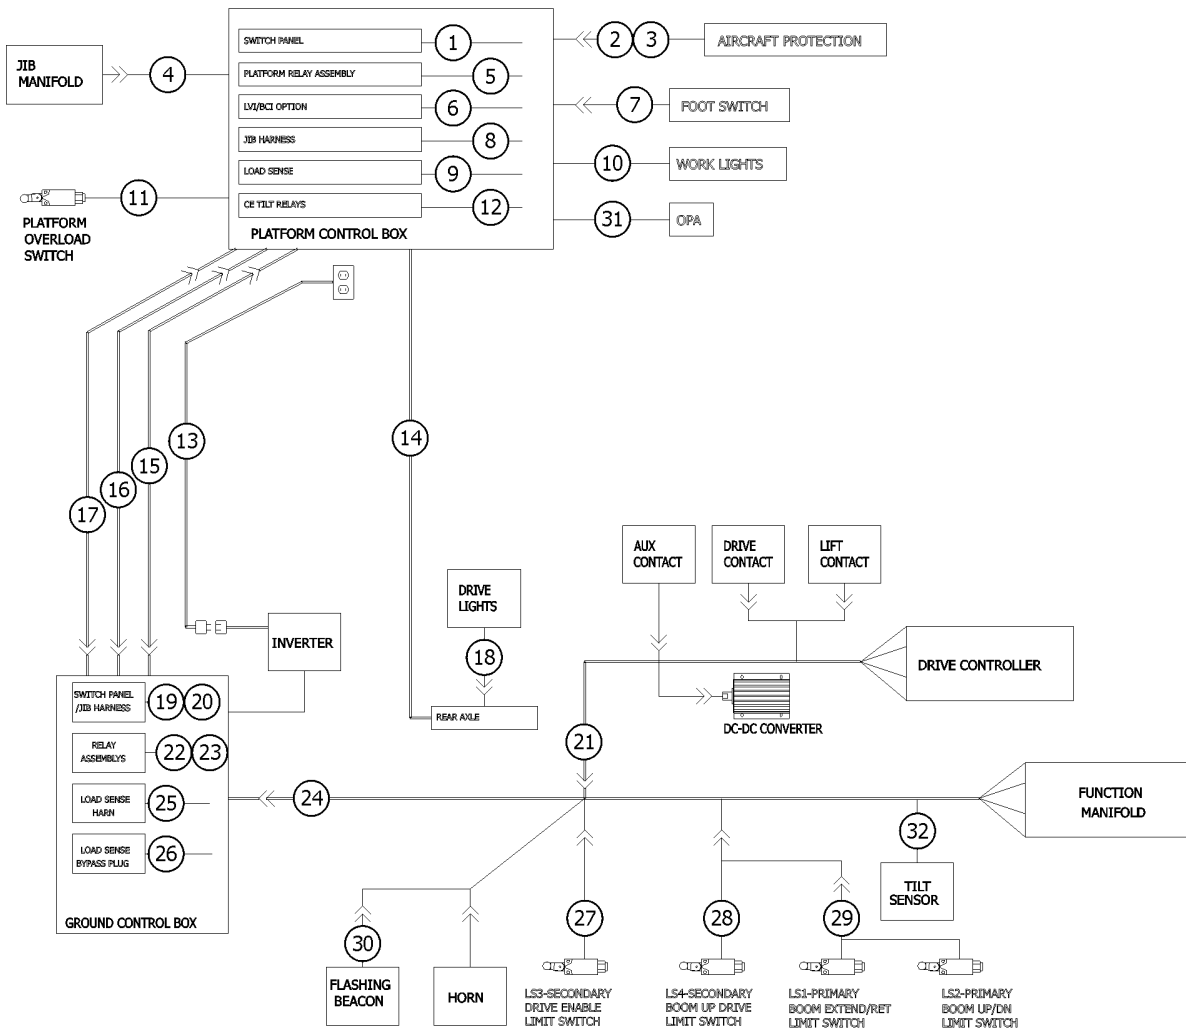 SWITCH PANEL
1
2
3
AIRCRAFT PROTECTION
JIB
MANIFOLD
4
PLATFORM RELAY ASSEMBLY
5
LVI/BCI OPTION
6
7
FOOT SWITCH
JIB HARNESS
8
LOAD SENSE
9
10
WORK LIGHTS
CE TILT RELAYS
12
11
31
OPA
PLATFORM CONTROL BOX
PLATFORM
OVERLOAD
SWITCH
13
14
15
16
17
AUX
CONTACT
DRIVE
CONTACT
LIFT
CONTACT
DRIVE
LIGHTS
INVERTER
18
DRIVE CONTROLLER
SWITCH PANEL
/JIB HARNESS
19
20
REAR AXLE
DC-DC CONVERTER
21
RELAY
ASSEMBLYS
22
23
LOAD SENSE
HARN
25
24
FUNCTION
MANIFOLD
LOAD SENSE
BYPASS PLUG
26
32
TILT
SENSOR
GROUND CONTROL BOX
30
27
28
29
FLASHING
BEACON
HORN
LS3-SECONDARY
DRIVE ENABLE
LIMIT SWITCH
LS4-SECONDARY
BOOM UP DRIVE
LIMIT SWITCH
LS1-PRIMARY
BOOM EXTEND/RET
LIMIT SWITCH
LS2-PRIMARY
BOOM UP/DN
LIMIT SWITCH